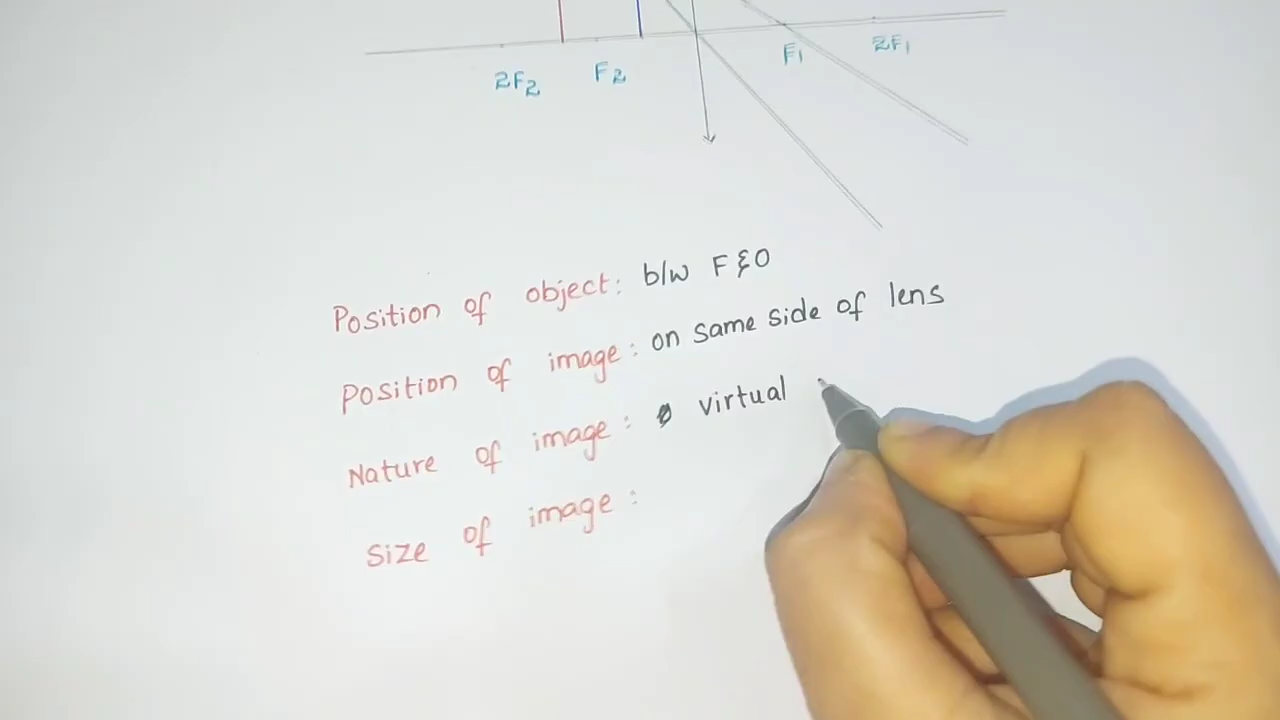 2F2 F2 F1 2F1
Position of object: b/w F & O
Position of image: on same side of lens
Nature of image: virtual
Size of image: